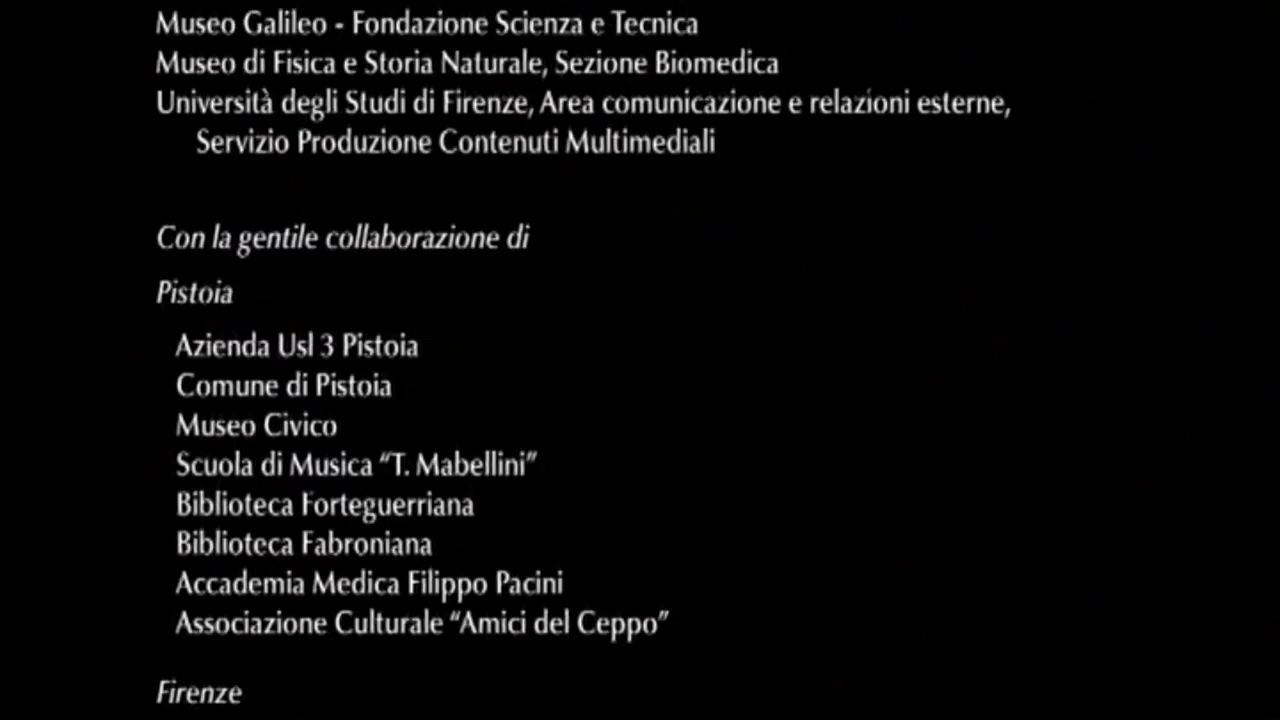 Museo Galileo - Fondazione Scienza e Tecnica
Museo di Fisica e Storia Naturale, Sezione Biomedica
Università degli Studi di Firenze, Area comunicazione e relazioni esterne,
Servizio Produzione Contenuti Multimediali
Con la gentile collaborazione di
Pistoia
Azienda Usl 3 Pistoia
Comune di Pistoia
Museo Civico
Scuola di Musica “T. Mabellini”
Biblioteca Forteguerriana
Biblioteca Fabroniana
Accademia Medica Filippo Pacini
Associazione Culturale “Amici del Ceppo”
Firenze